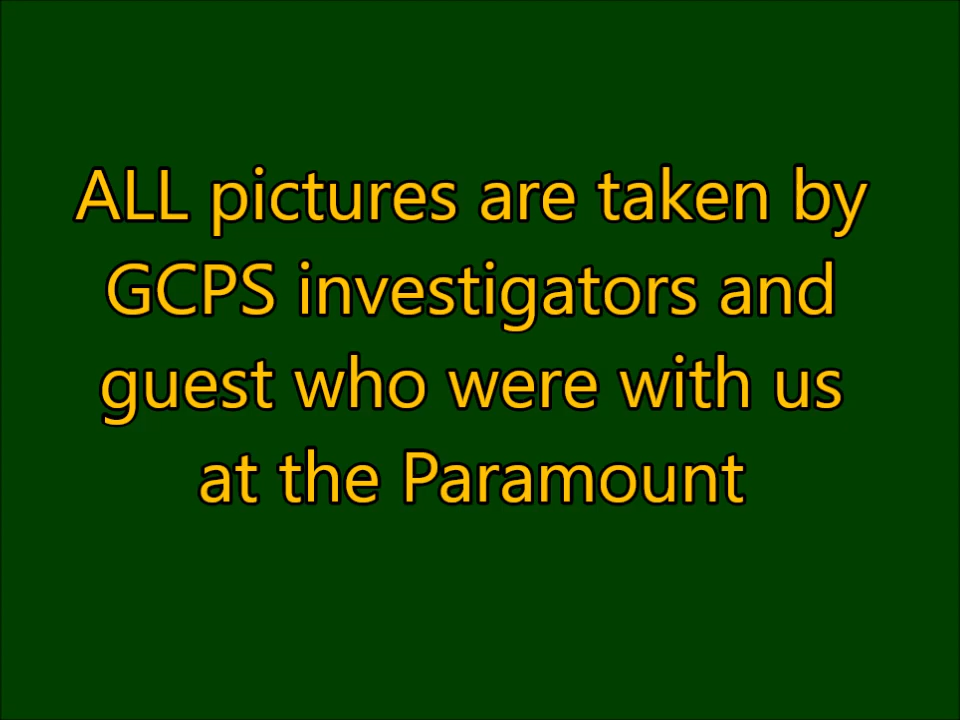 ALL pictures are taken by
GCPS investigators and
guest who were with us
at the Paramount